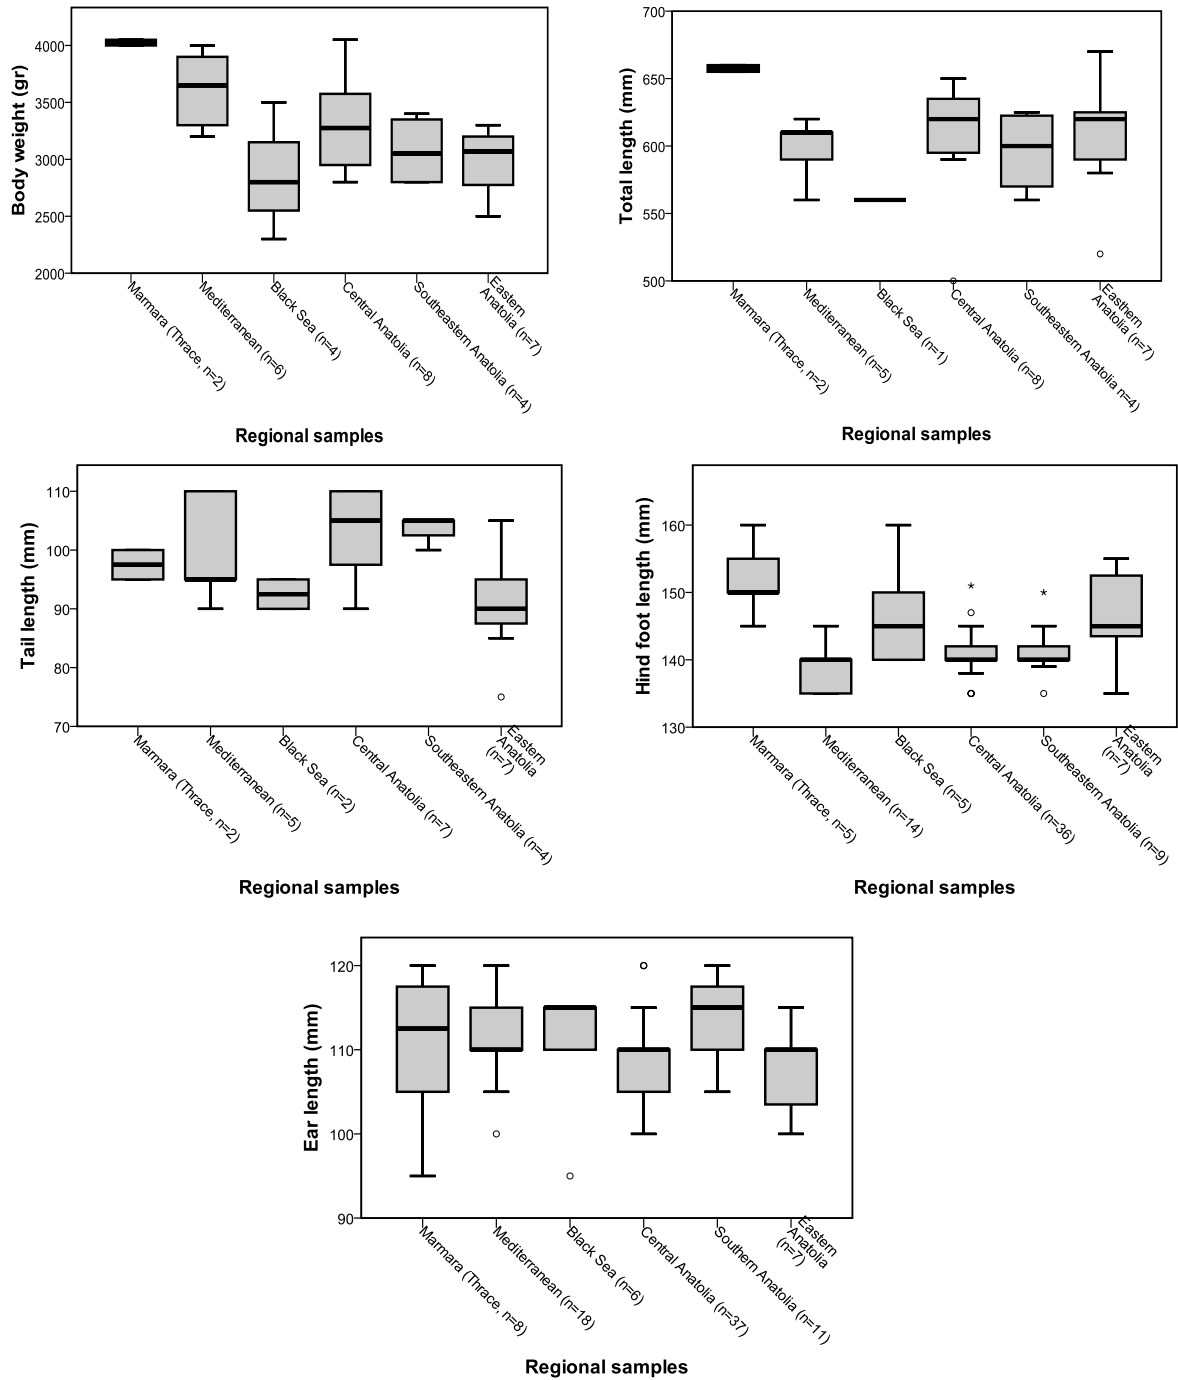 Body weight (gr)
4000
3500
3000
2500
2000
Marmara (Thrace, n=2)
Mediterranean (n=6)
Black Sea (n=4)
Central Anatolia (n=8)
Southeastern Anatolia (n=4)
Eastern
Anatolia (n=7)
Regional samples
Total length (mm)
700
650
600
550
500
Marmara (Thrace, n=2)
Mediterranean (n=5)
Black Sea (n=1)
Central Anatolia (n=8)
Southeastern Anatolia n=4)
Easthern
Anatolia (n=7)
Regional samples
Tail length (mm)
110
100
90
80
70
Marmara (Thrace, n=2)
Mediterranean (n=5)
Black Sea (n=2)
Central Anatolia (n=7)
Southeastern Anatolia (n=4)
Eastern
Anatolia
(n=7)
Regional samples
Hind foot length (mm)
160
150
140
130
Marmara (Thrace, n=5)
Mediterranean (n=14)
Black Sea (n=5)
Central Anatolia (n=36)
Southeastern Anatolia (n=9)
Eastern
Anatolia
(n=7)
Regional samples
Ear length (mm)
120
110
100
90
Marmara (Thrace, n=8)
Mediterranean (n=18)
Black Sea (n=6)
Central Anatolia (n=37)
Southern Anatolia (n=11)
Eastern
Anatolia
(n=7)
Regional samples